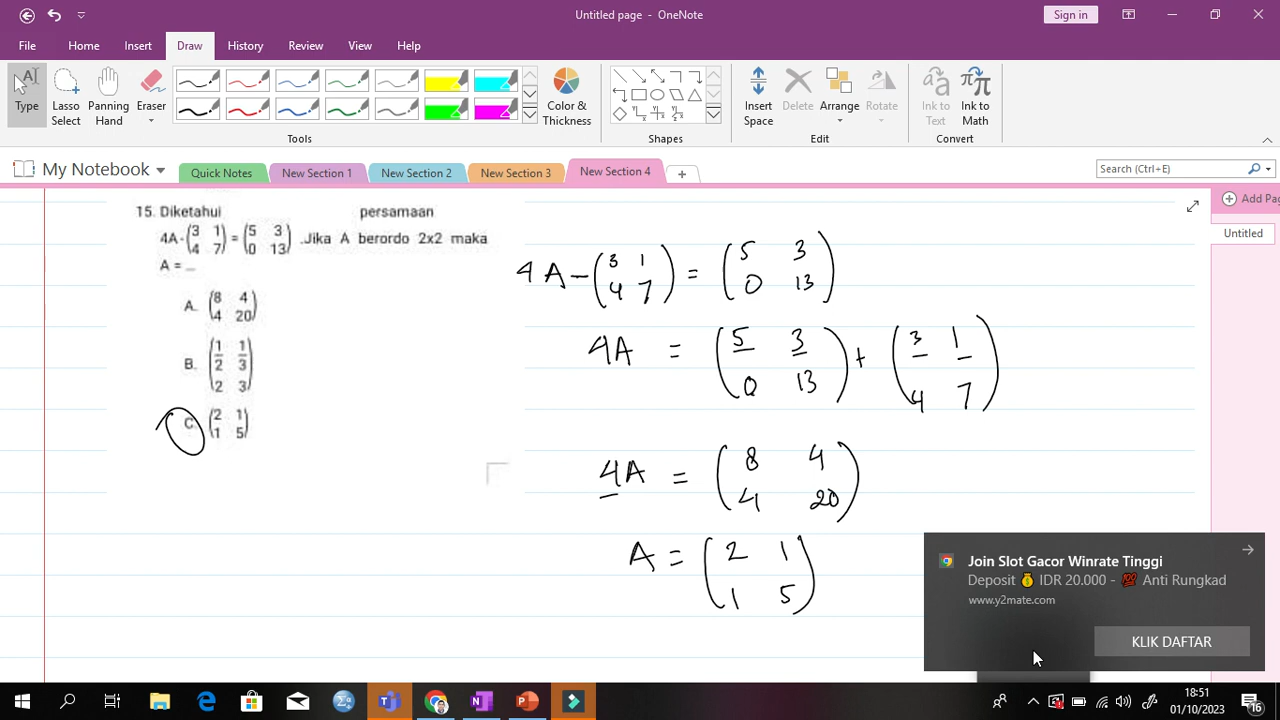 Untitled page - OneNote
Sign in
File Home Insert Draw History Review View Help
Type
Lasso Select
Panning Hand
Eraser
Color & Thickness
Insert Space
Delete
Arrange
Rotate
Ink to Text
Ink to Math
Tools Shapes Edit Convert
My Notebook
Quick Notes New Section 1 New Section 2 New Section 3 New Section 4 +
Search (Ctrl+E)
Add Pag
Untitled
15. Diketahui persamaan
4A-(3 1
4 7) = (5 3
0 13) .Jika A berordo 2x2 maka
A = ...
A. (8 4
4 20)
B. (1/2 1/3
2 3)
C. (2 1
1 5)
4A - (3 1
4 7) = (5 3
0 13)
4A = (5 3
0 13) + (3 1
4 7)
4A = (8 4
4 20)
A = (2 1
1 5)
Join Slot Gacor Winrate Tinggi
Deposit 💰 IDR 20.000 - 💯 Anti Rungkad
www.y2mate.com
KLIK DAFTAR
18:51
01/10/2023
16